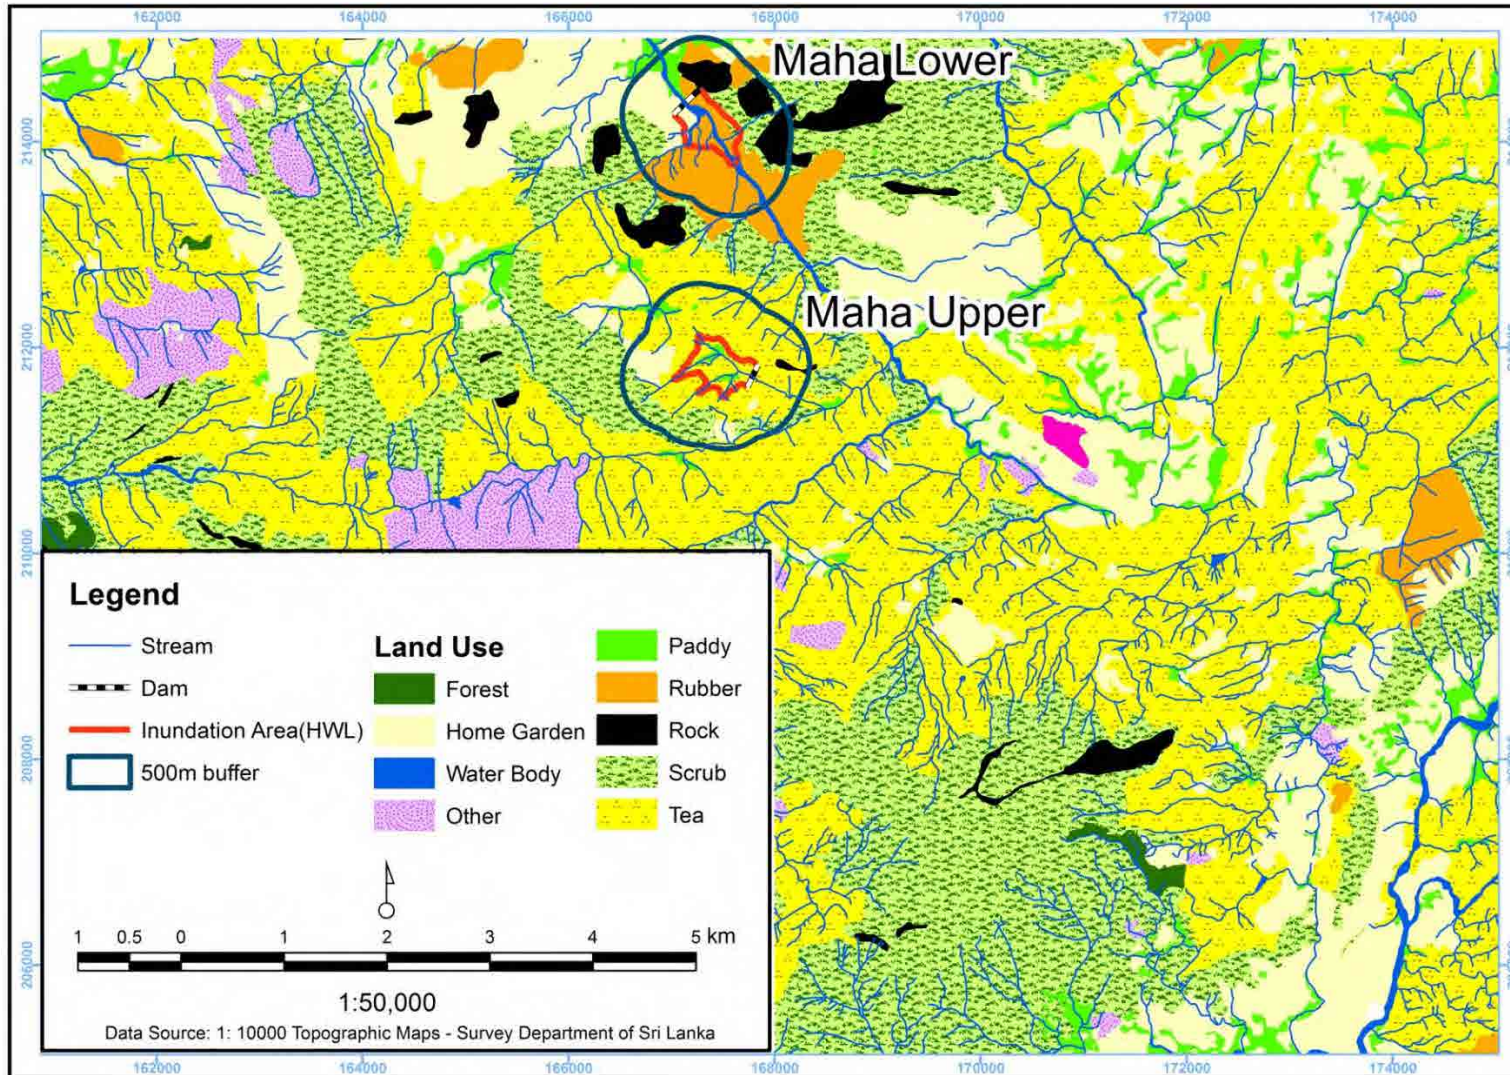 162000 164000 166000 168000 170000 172000 174000
214000
212000
210000
208000
206000
Maha Lower
Maha Upper
Legend
Stream
Dam
Inundation Area(HWL)
500m buffer
Land Use
Forest
Home Garden
Water Body
Other
Paddy
Rubber
Rock
Scrub
Tea
1 0.5 0 1 2 3 4 5 km
1:50,000
Data Source: 1: 10000 Topographic Maps - Survey Department of Sri Lanka
162000 164000 166000 168000 170000 172000 174000